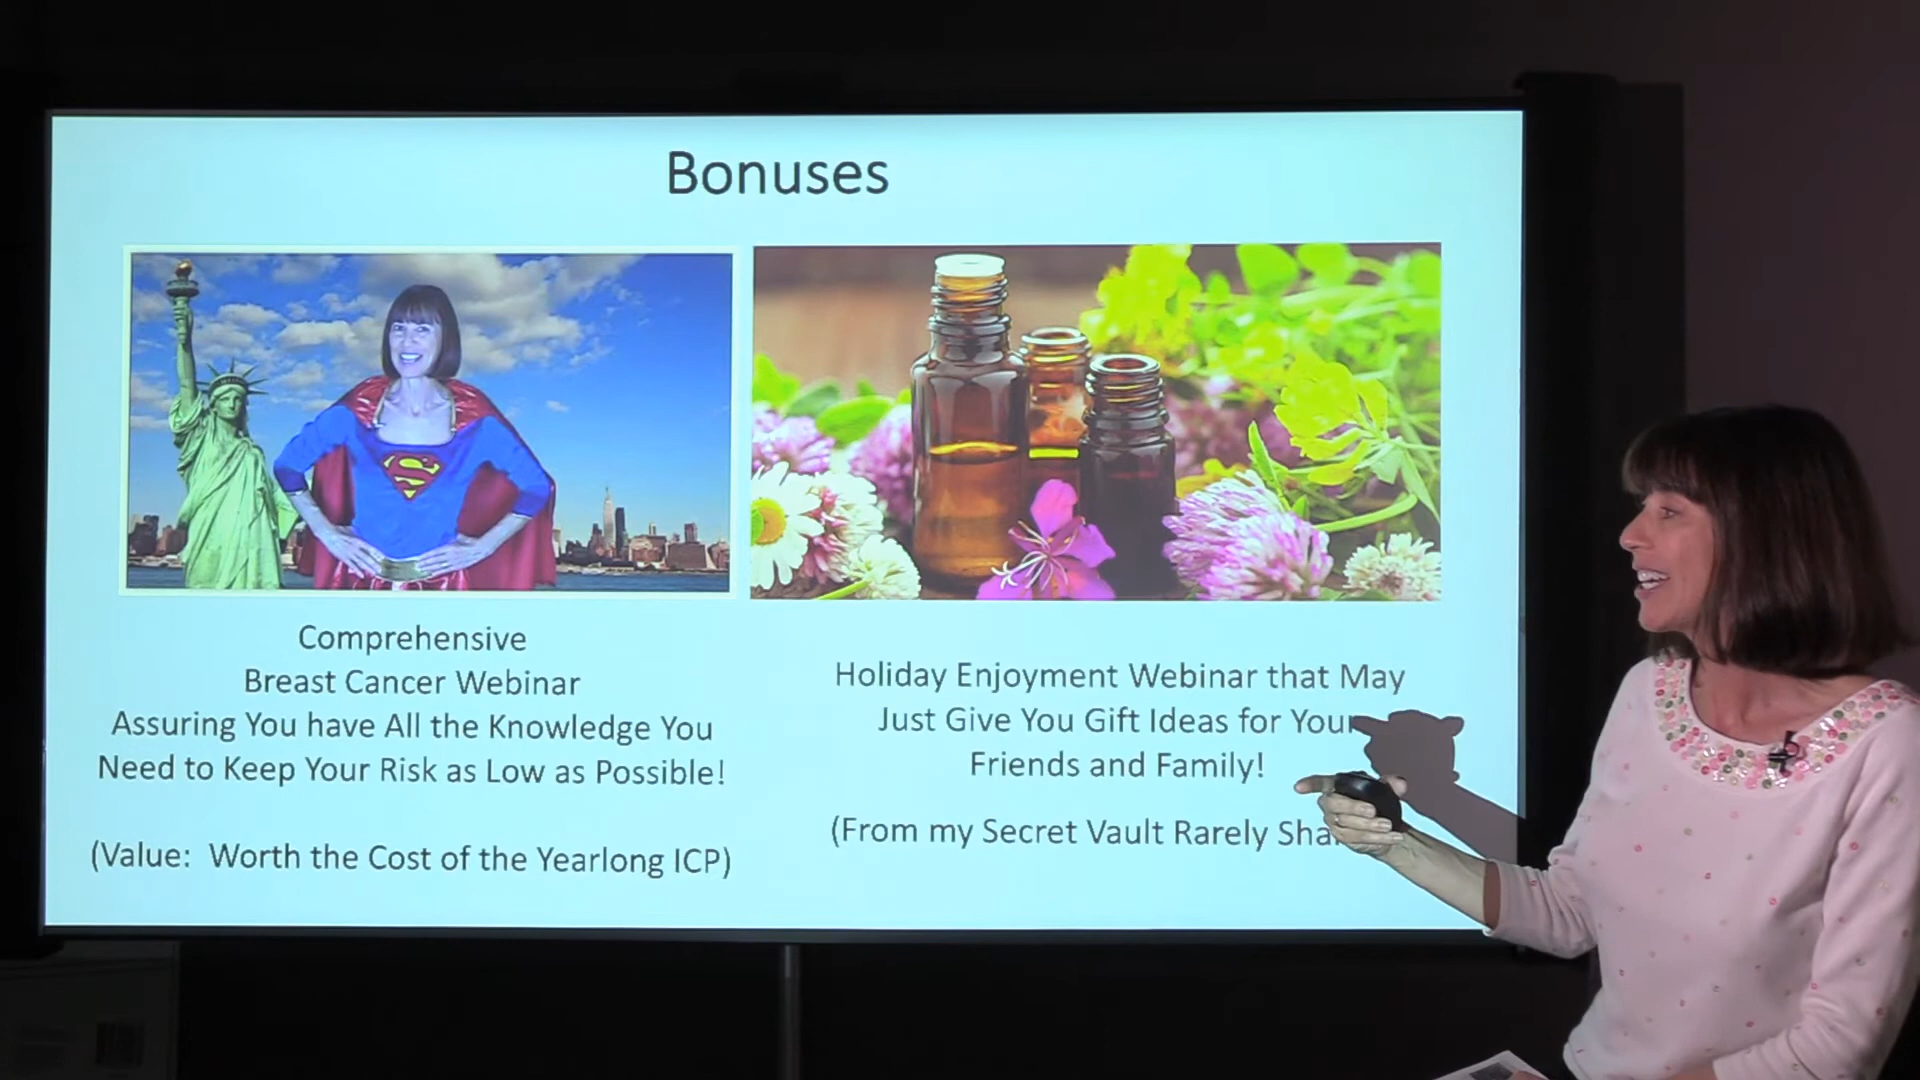 Bonuses
Comprehensive
Breast Cancer Webinar
Assuring You have All the Knowledge You
Need to Keep Your Risk as Low as Possible!
(Value: Worth the Cost of the Yearlong ICP)
Holiday Enjoyment Webinar that May
Just Give You Gift Ideas for Your
Friends and Family!
(From my Secret Vault Rarely